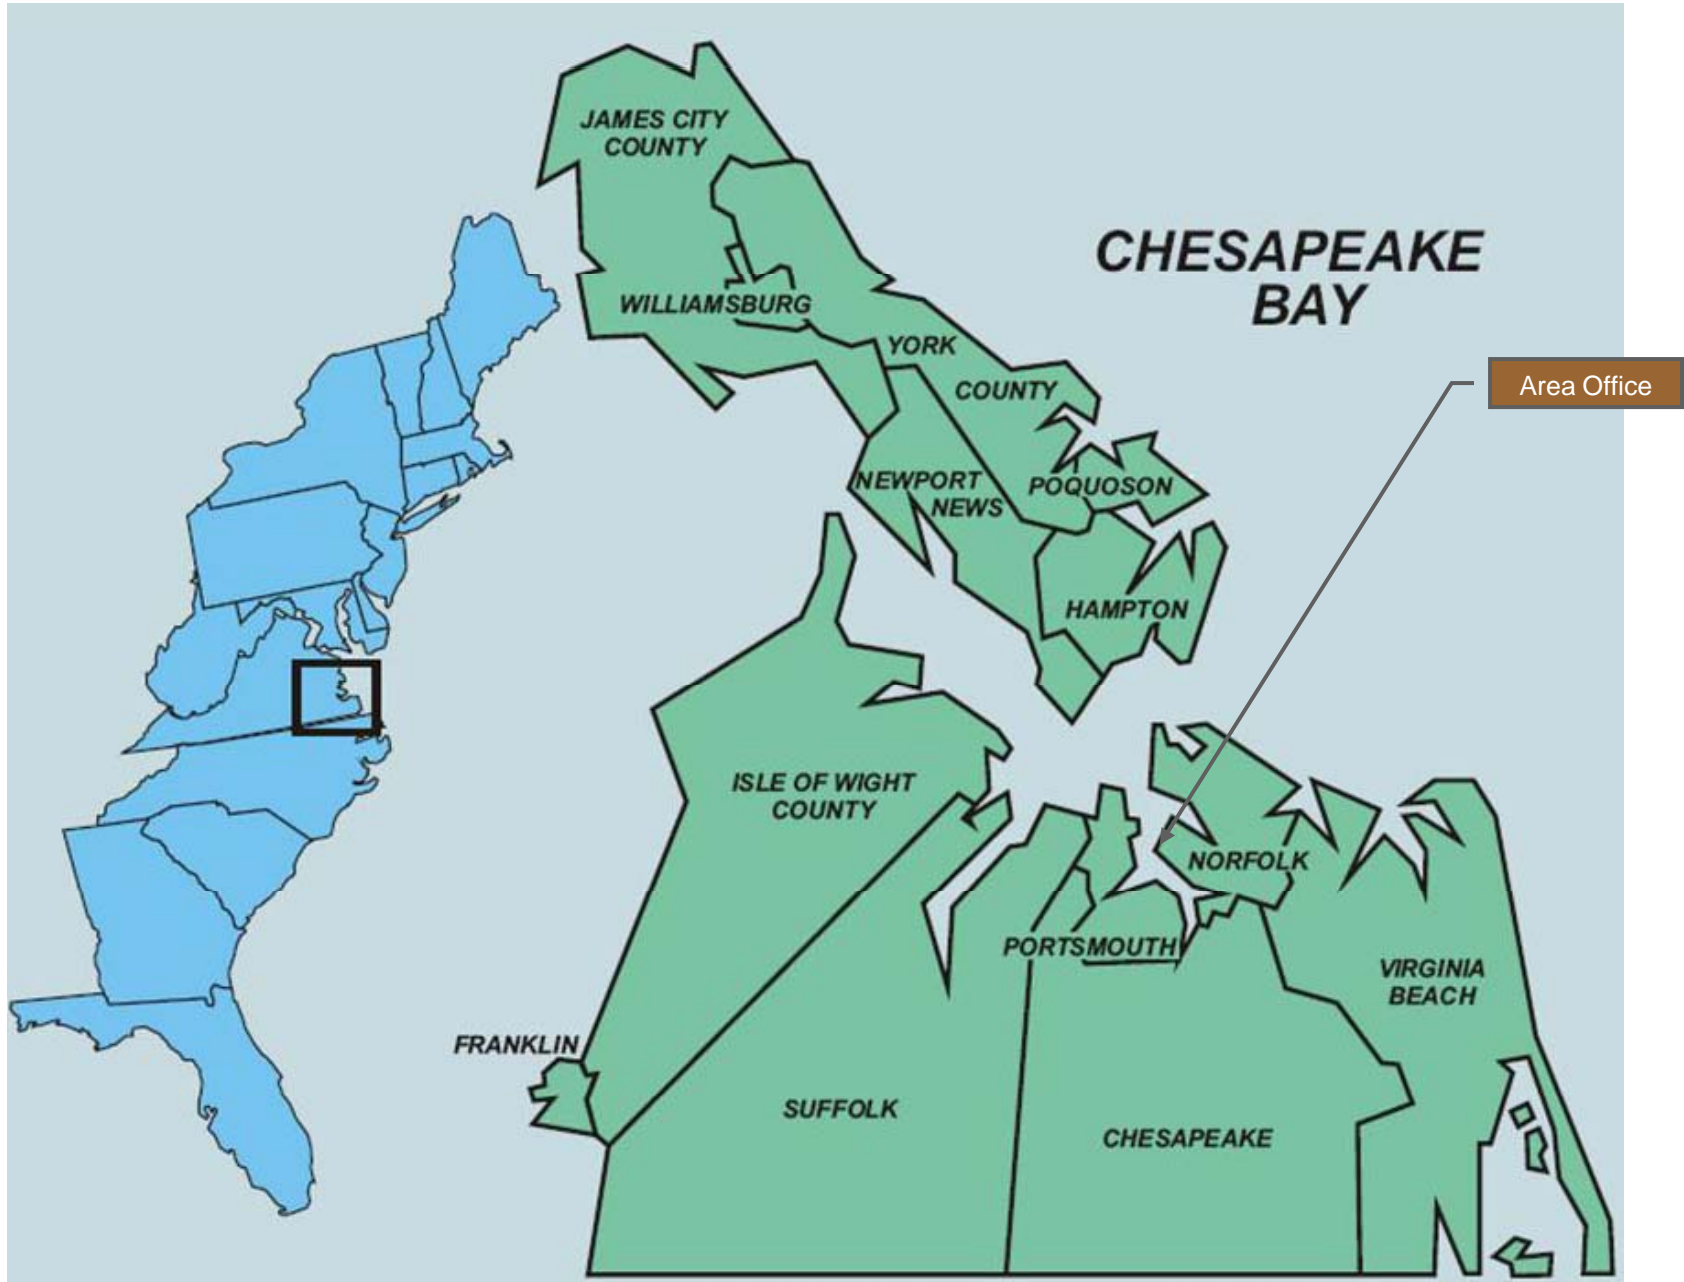 JAMES CITY
COUNTY
CHESAPEAKE
BAY
WILLIAMSBURG
YORK
COUNTY
Area Office
NEWPORT
NEWS
POQUOSON
HAMPTON
ISLE OF WIGHT
COUNTY
NORFOLK
PORTSMOUTH
VIRGINIA
BEACH
FRANKLIN
SUFFOLK
CHESAPEAKE